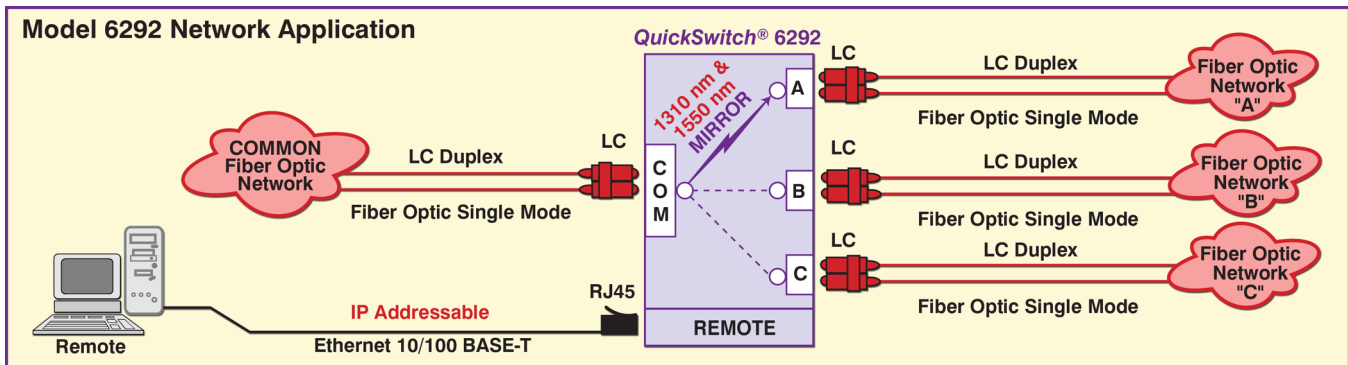 Model 6292 Network Application
QuickSwitch® 6292
COMMON
Fiber Optic
Network
LC Duplex
Fiber Optic Single Mode
LC
C
O
M
1310 nm &
1550 nm
MIRROR
A
B
C
LC
LC Duplex
Fiber Optic Single Mode
Fiber Optic
Network
"A"
LC
LC Duplex
Fiber Optic Single Mode
Fiber Optic
Network
"B"
LC
LC Duplex
Fiber Optic Single Mode
Fiber Optic
Network
"C"
Remote
IP Addressable
Ethernet 10/100 BASE-T
RJ45
REMOTE